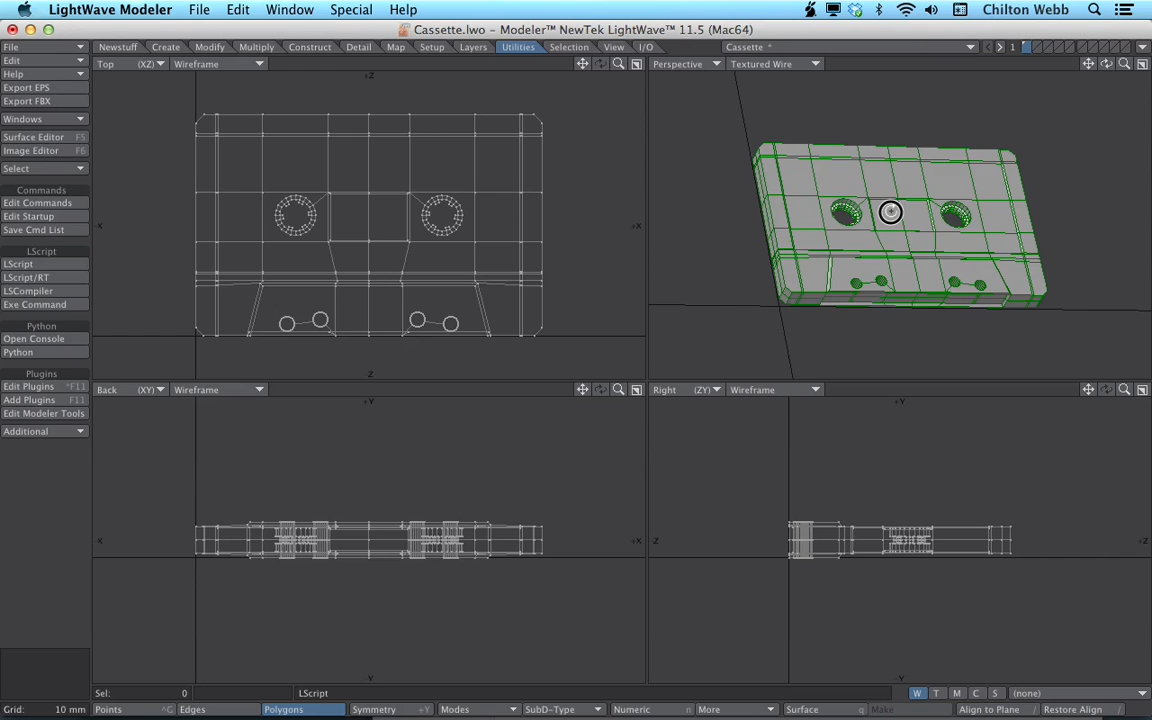 LightWave Modeler File Edit Window Special Help Chilton Webb
Cassette.lwo - Modeler™ NewTek LightWave™ 11.5 (Mac64)
File Newstuff Create Modify Multiply Construct Detail Map Setup Layers Utilities Selection View I/O Cassette * 1
Edit Top (XZ) Wireframe Perspective Textured Wire
Help
Export EPS
Export FBX
Windows
Surface Editor F5
Image Editor F6
Select
Commands
Edit Commands
Edit Startup
Save Cmd List
LScript
LScript
LScript/RT
LSCompiler
Exe Command
Python
Open Console
Python
Plugins
Edit Plugins ^F11
Add Plugins F11
Edit Modeler Tools
Additional
+Z
-X
+X
-Z
Back (XY) Wireframe Right (ZY) Wireframe
+Y +Y
-X +X -Z +Z
-Y -Y
Sel: 0 LScript W T M C S (none)
Grid: 10 mm Points ^G Edges Polygons Symmetry +Y Modes SubD-Type Numeric n More Surface q Make Align to Plane Restore Align